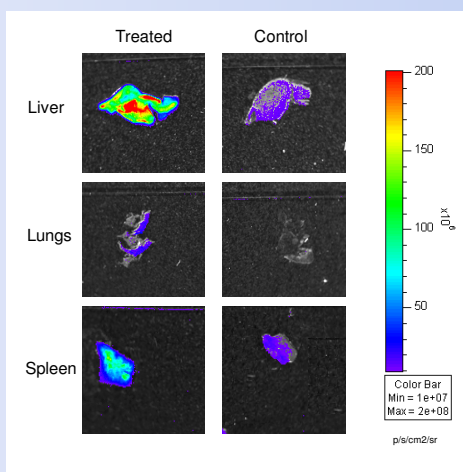 Treated Control
Liver
Lungs
Spleen
200
150
100
50
x10⁶
Color Bar
Min = 1e+07
Max = 2e+08
p/s/cm2/sr